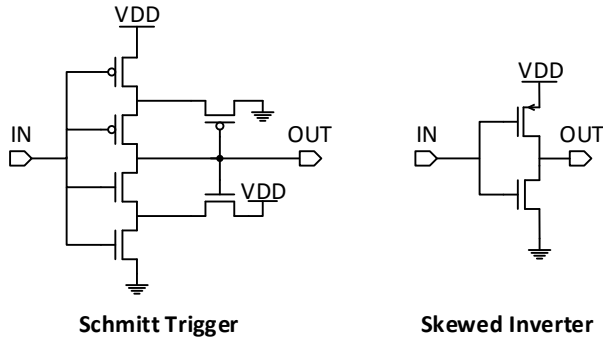 VDD
IN
OUT
VDD
Schmitt Trigger
VDD
IN
OUT
Skewed Inverter